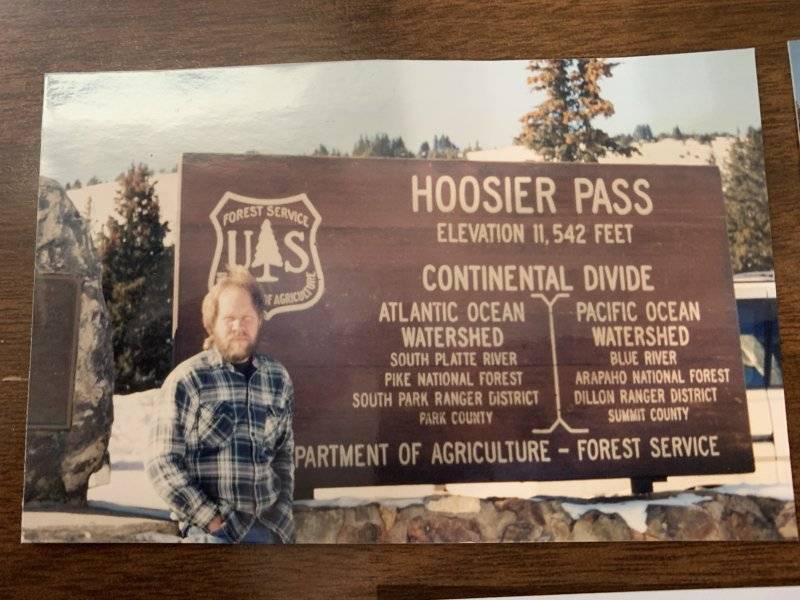 FOREST SERVICE
US
OF AGRICULTURE
HOOSIER PASS
ELEVATION 11,542 FEET
CONTINENTAL DIVIDE
ATLANTIC OCEAN
WATERSHED
SOUTH PLATTE RIVER
PIKE NATIONAL FOREST
SOUTH PARK RANGER DISTRICT
PARK COUNTY
PACIFIC OCEAN
WATERSHED
BLUE RIVER
ARAPAHO NATIONAL FOREST
DILLON RANGER DISTRICT
SUMMIT COUNTY
PARTMENT OF AGRICULTURE - FOREST SERVICE